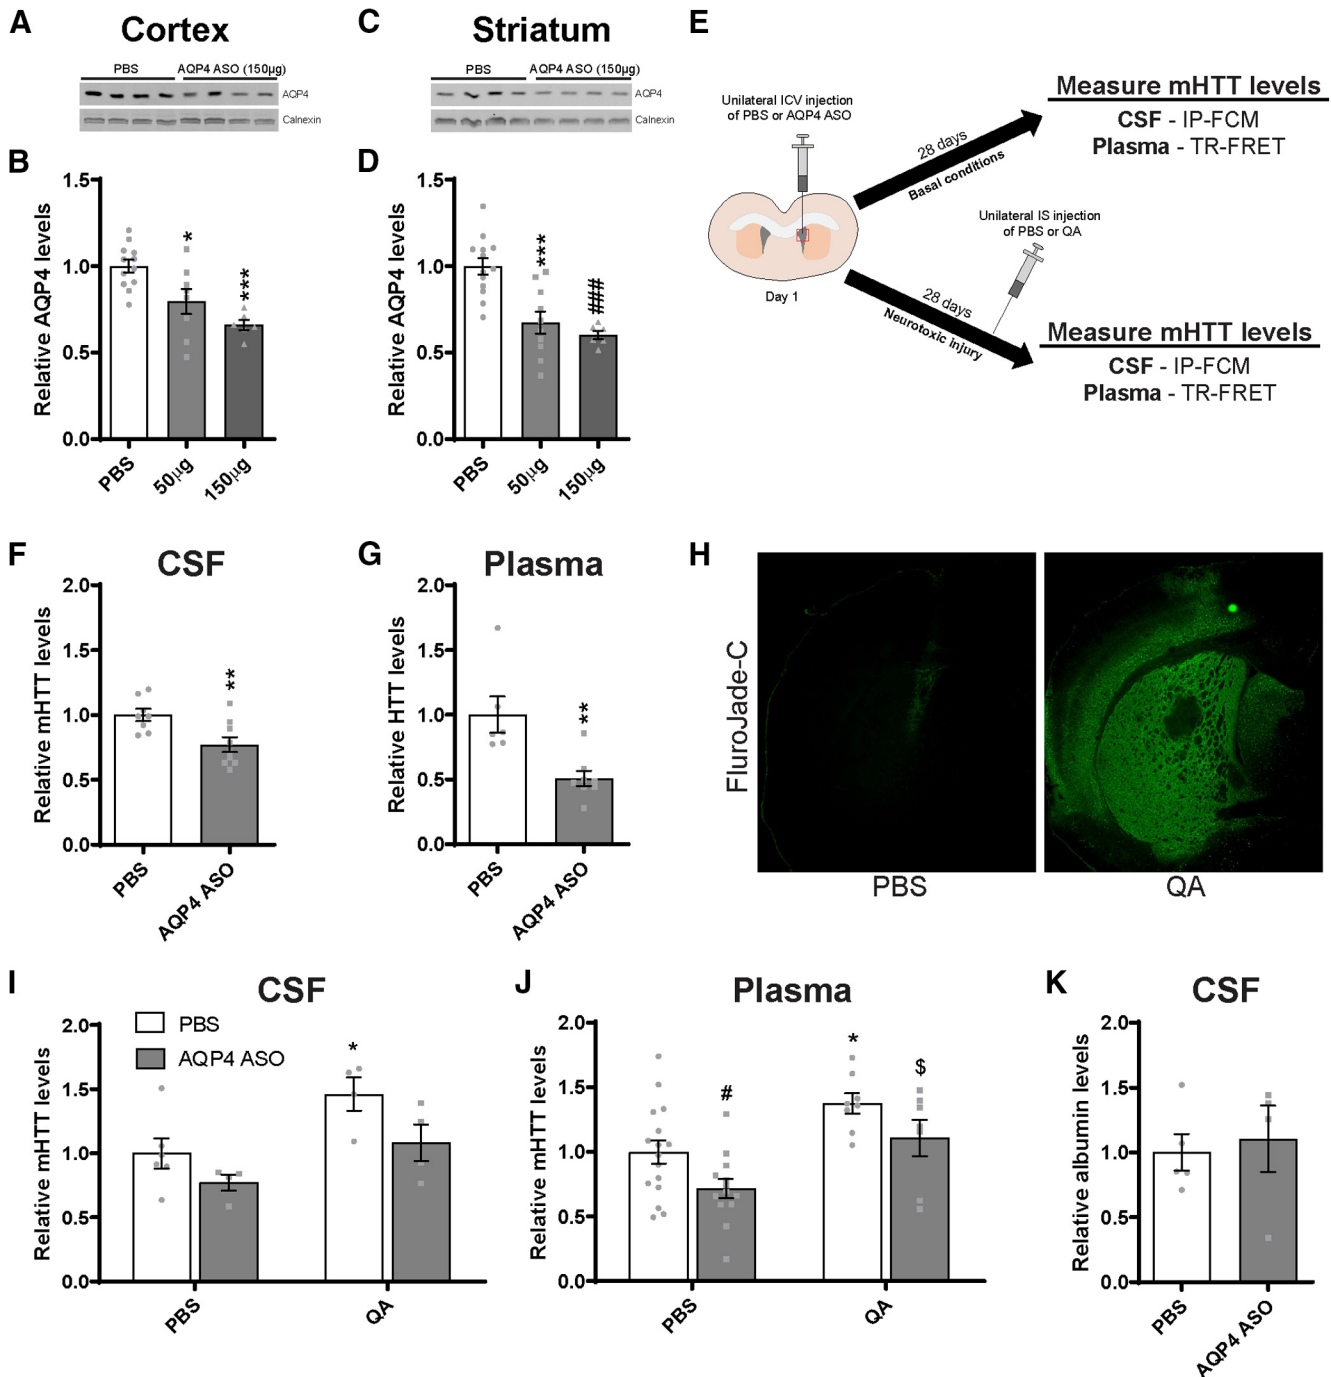 A
Cortex
PBS
AQP4 ASO (150µg)
AQP4
Calnexin
B
Relative AQP4 levels
1.5
1.0
0.5
0.0
*
***
PBS
50µg
150µg
C
Striatum
PBS
AQP4 ASO (150µg)
AQP4
Calnexin
D
Relative AQP4 levels
1.5
1.0
0.5
0.0
***
###
PBS
50µg
150µg
E
Unilateral ICV injection
of PBS or AQP4 ASO
Day 1
28 days
Basal conditions
Measure mHTT levels
CSF - IP-FCM
Plasma - TR-FRET
Unilateral IS injection
of PBS or QA
28 days
Neurotoxic injury
Measure mHTT levels
CSF - IP-FCM
Plasma - TR-FRET
F
CSF
Relative mHTT levels
2.0
1.5
1.0
0.5
0.0
**
PBS
AQP4 ASO
G
Plasma
Relative HTT levels
2.0
1.5
1.0
0.5
0.0
**
PBS
AQP4 ASO
H
FluroJade-C
PBS
QA
I
CSF
PBS
AQP4 ASO
Relative mHTT levels
2.0
1.5
1.0
0.5
0.0
*
PBS
QA
J
Plasma
Relative mHTT levels
2.0
1.5
1.0
0.5
0.0
#
*
$
PBS
QA
K
CSF
Relative albumin levels
2.0
1.5
1.0
0.5
0.0
PBS
AQP4 ASO